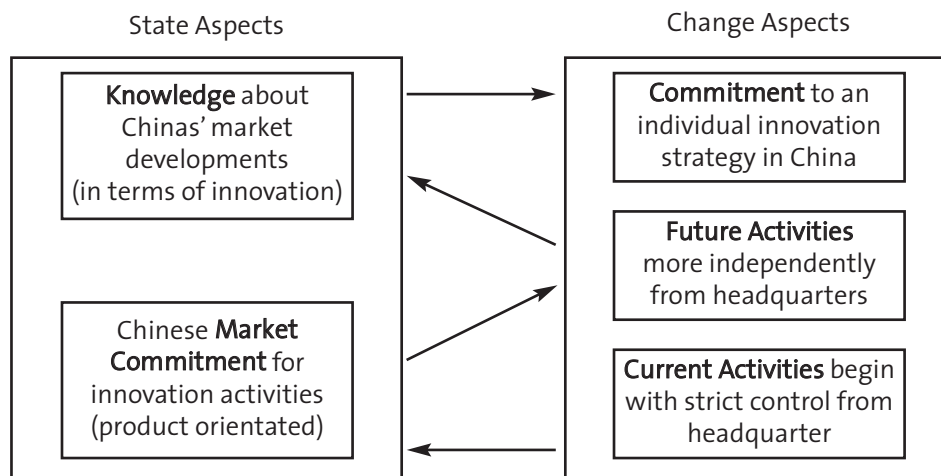 State Aspects
Knowledge about
Chinas’ market
developments
(in terms of innovation)
Chinese Market
Commitment for
innovation activities
(product orientated)
Change Aspects
Commitment to an
individual innovation
strategy in China
Future Activities
more independently
from headquarters
Current Activities begin
with strict control from
headquarter